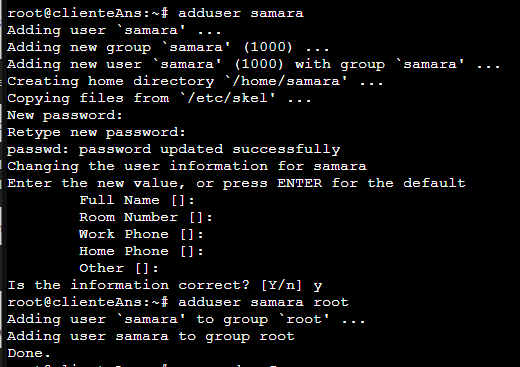 root@clienteAns:~# adduser samara
Adding user `samara' ...
Adding new group `samara' (1000) ...
Adding new user `samara' (1000) with group `samara' ...
Creating home directory `/home/samara' ...
Copying files from `/etc/skel' ...
New password:
Retype new password:
passwd: password updated successfully
Changing the user information for samara
Enter the new value, or press ENTER for the default
        Full Name []:
        Room Number []:
        Work Phone []:
        Home Phone []:
        Other []:
Is the information correct? [Y/n] y
root@clienteAns:~# adduser samara root
Adding user `samara' to group `root' ...
Adding user samara to group root
Done.